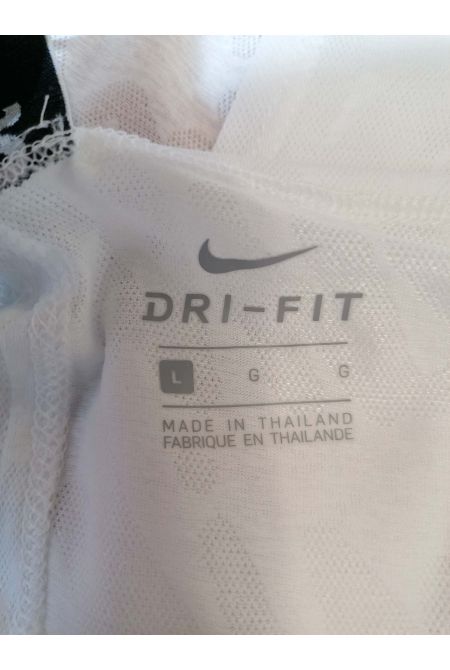 DRI-FIT
L G G
MADE IN THAILAND
FABRIQUE EN THAILANDE